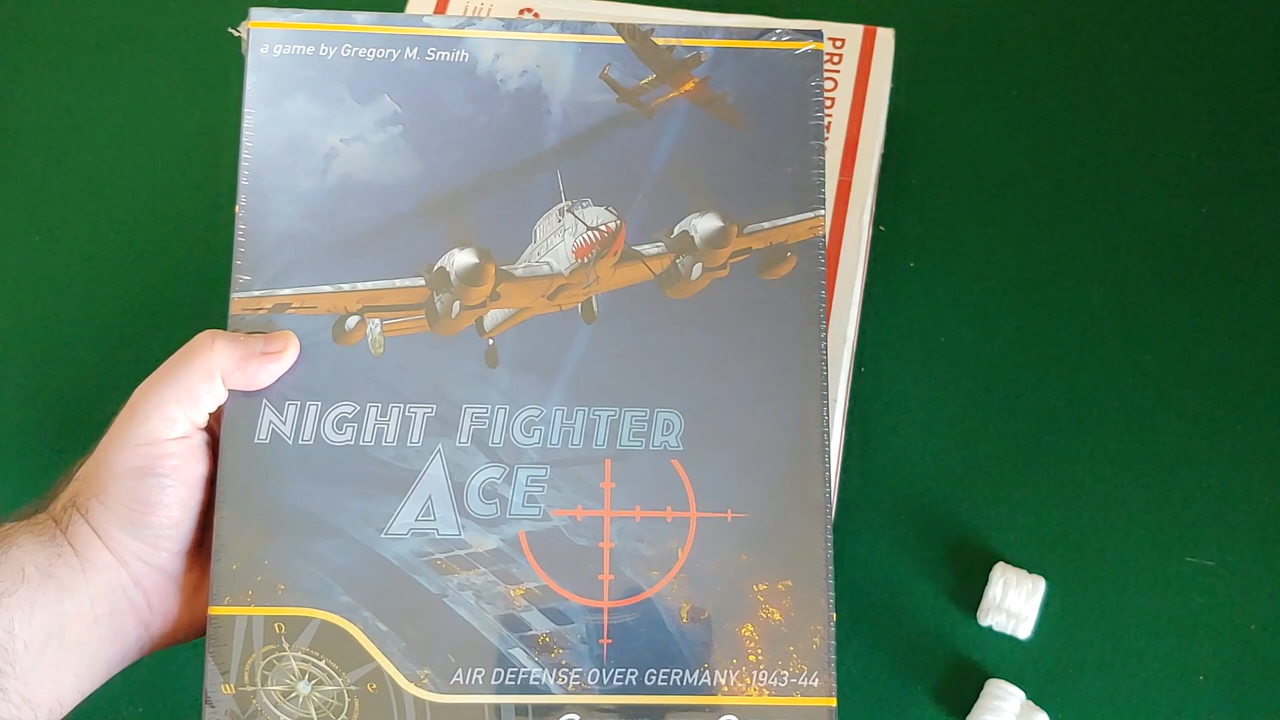 a game by Gregory M. Smith
PRIORITY
NIGHT FIGHTER
ACE
AIR DEFENSE OVER GERMANY, 1943-44
n
e